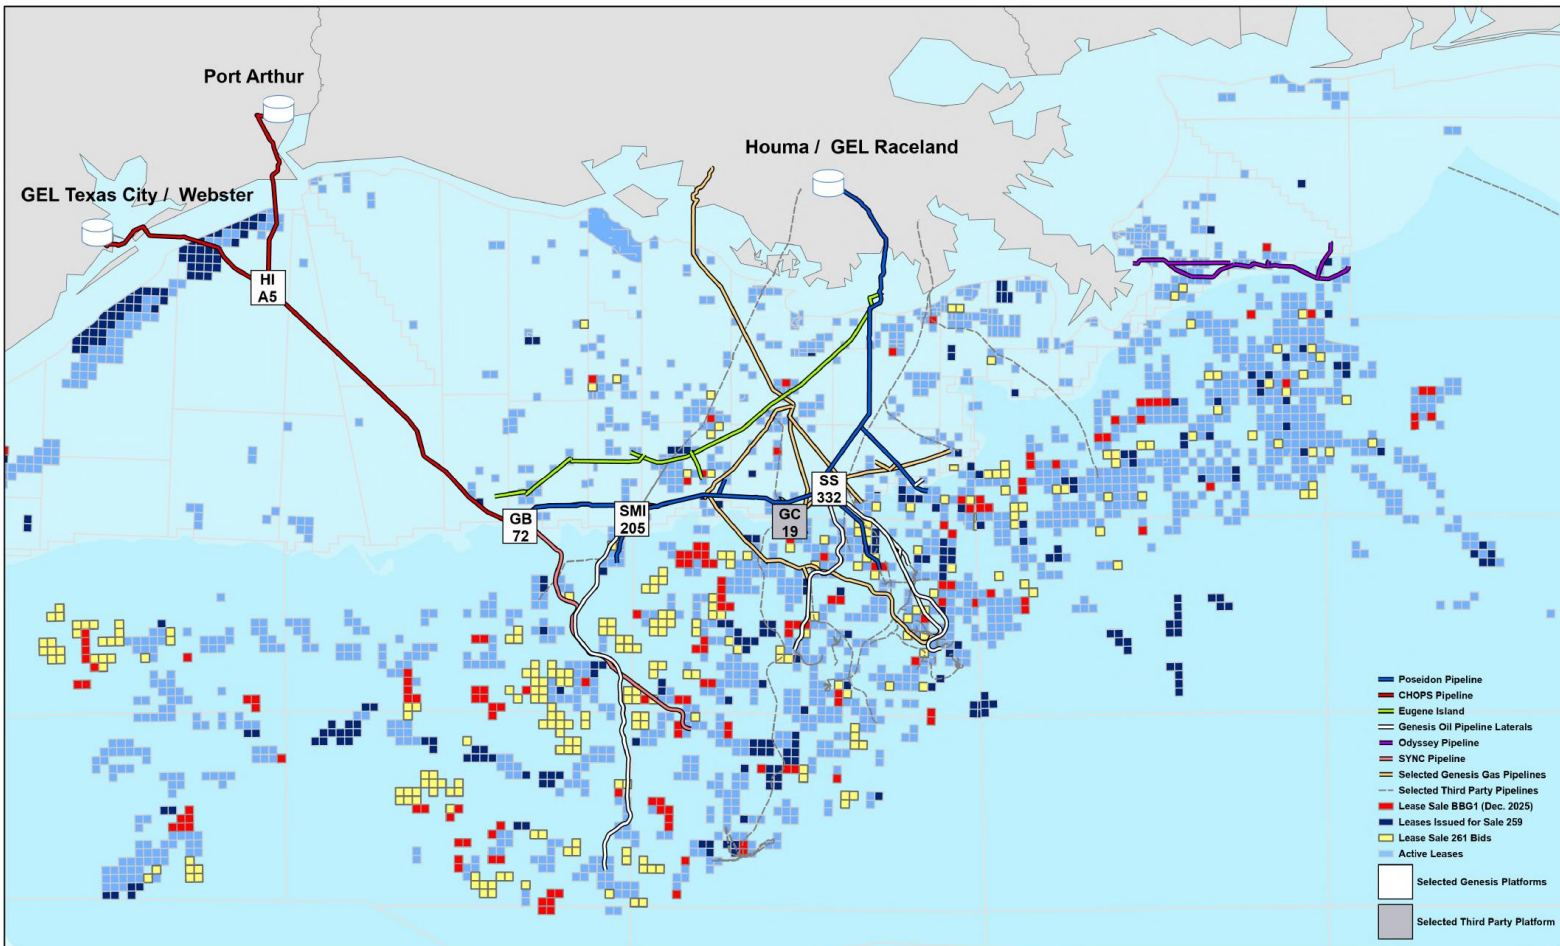 Port Arthur
Houma /  GEL Raceland
GEL Texas City /  Webster
HI
A5
GB
72
SMI
205
GC
19
SS
332
Poseidon Pipeline
CHOPS Pipeline
Eugene Island
Genesis Oil Pipeline Laterals
Odyssey Pipeline
SYNC Pipeline
Selected Genesis Gas Pipelines
Selected Third Party Pipelines
Lease Sale BBG1 (Dec. 2025)
Leases Issued for Sale 259
Lease Sale 261 Bids
Active Leases
Selected Genesis Platforms
Selected Third Party Platform